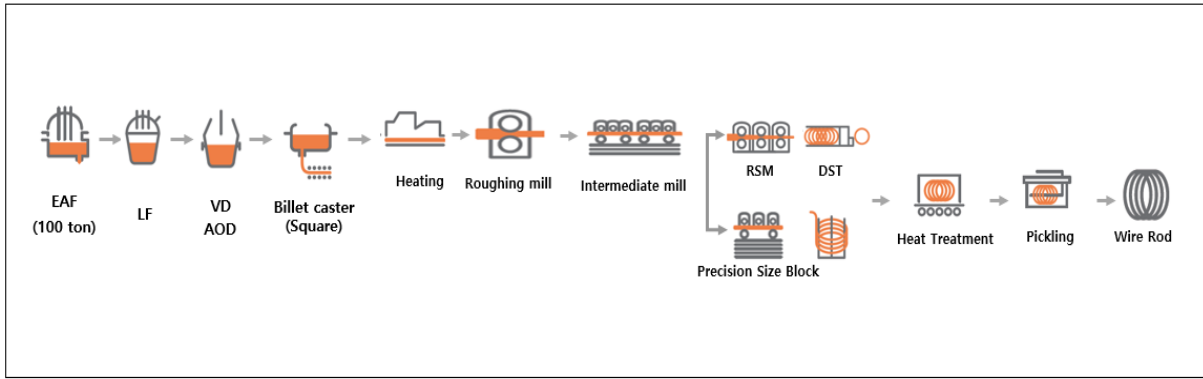 EAF
(100 ton)
LF
VD
AOD
Billet caster
(Square)
Heating
Roughing mill
Intermediate mill
RSM
DST
Precision Size Block
Heat Treatment
Pickling
Wire Rod